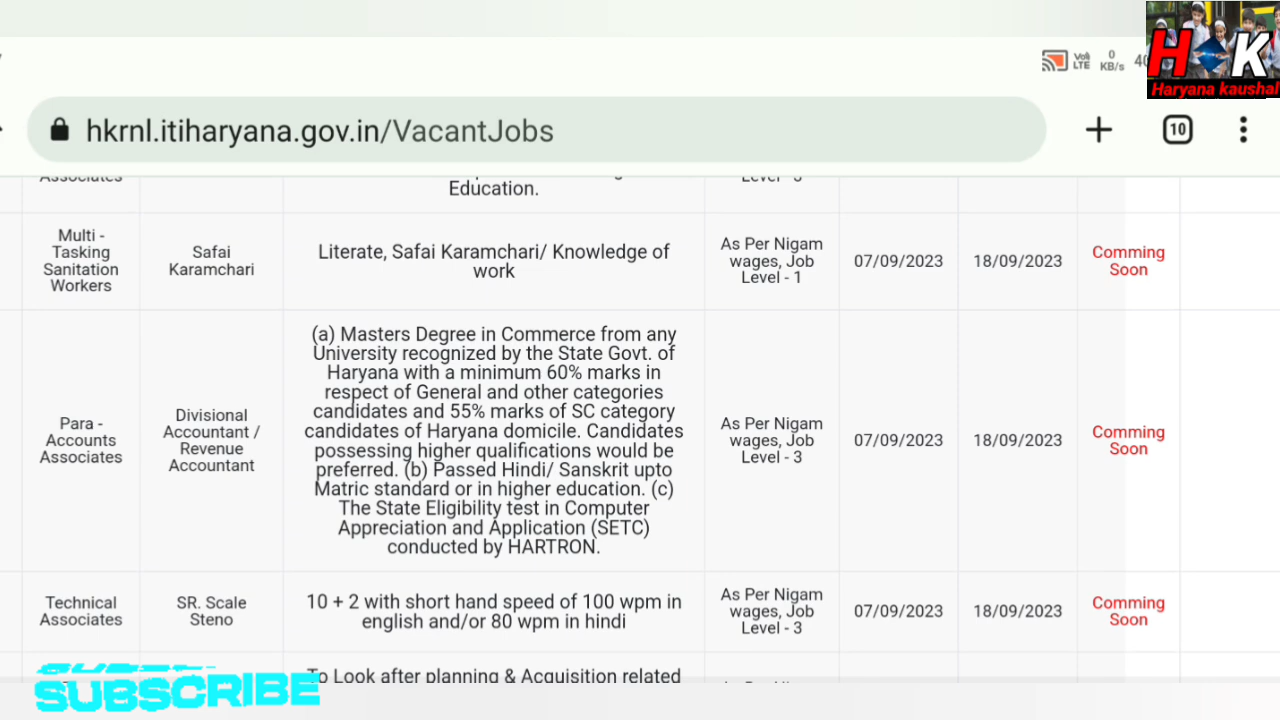 Voll
LTE
0
KB/s
40
H K
Haryana kaushal
hkrnl.itiharyana.gov.in/VacantJobs
10
Associates
Education.
Level - 3
Multi -
Tasking
Sanitation
Workers
Safai
Karamchari
Literate, Safai Karamchari/ Knowledge of
work
As Per Nigam
wages, Job
Level - 1
07/09/2023
18/09/2023
Comming
Soon
Para -
Accounts
Associates
Divisional
Accountant /
Revenue
Accountant
(a) Masters Degree in Commerce from any
University recognized by the State Govt. of
Haryana with a minimum 60% marks in
respect of General and other categories
candidates and 55% marks of SC category
candidates of Haryana domicile. Candidates
possessing higher qualifications would be
preferred. (b) Passed Hindi/ Sanskrit upto
Matric standard or in higher education. (c)
The State Eligibility test in Computer
Appreciation and Application (SETC)
conducted by HARTRON.
As Per Nigam
wages, Job
Level - 3
07/09/2023
18/09/2023
Comming
Soon
Technical
Associates
SR. Scale
Steno
10 + 2 with short hand speed of 100 wpm in
english and/or 80 wpm in hindi
As Per Nigam
wages, Job
Level - 3
07/09/2023
18/09/2023
Comming
Soon
To Look after planning & Acquisition related
SUBSCRIBE